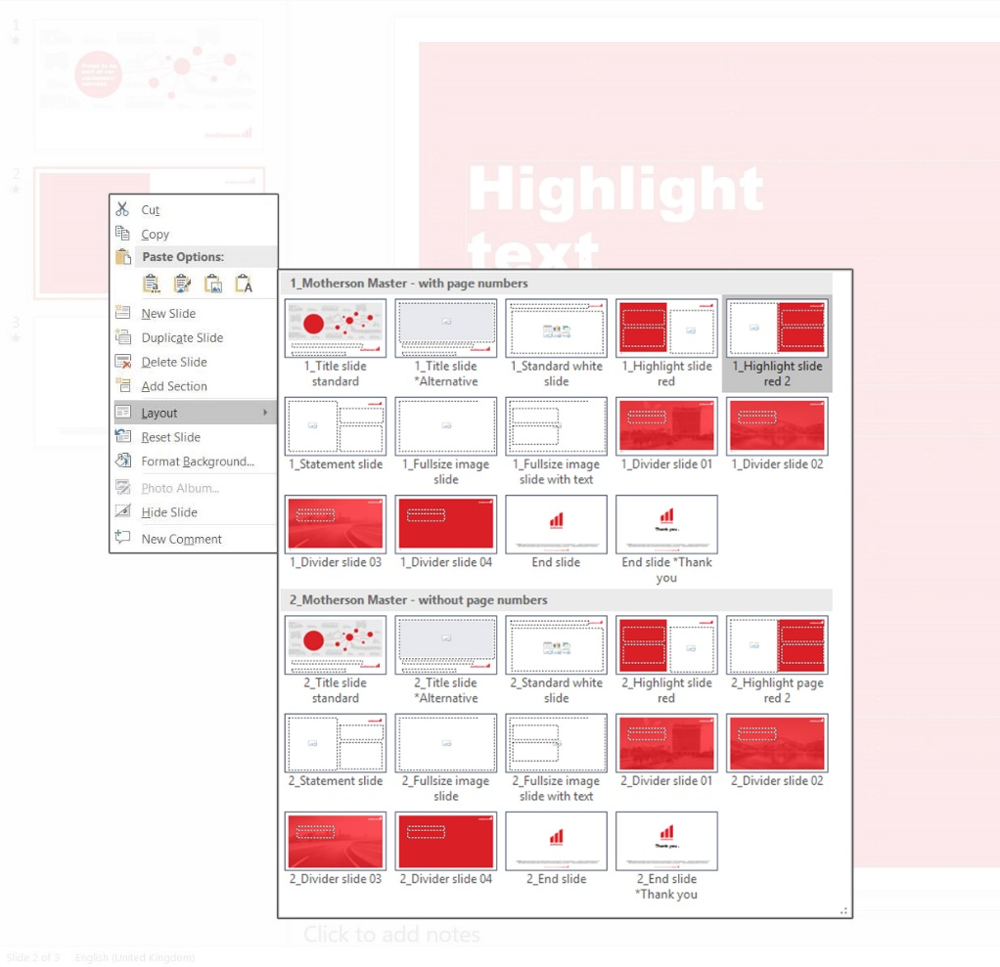 1
Highlight
text
2
Cut
Copy
Paste Options:
New Slide
Duplicate Slide
Delete Slide
Add Section
Layout
Reset Slide
Format Background...
Photo Album...
Hide Slide
New Comment
3
1_Motherson Master - with page numbers
1_Title slide
standard
1_Title slide
*Alternative
1_Standard white
slide
1_Highlight slide
red
1_Highlight slide
red 2
1_Statement slide
1_Fullsize image
slide
1_Fullsize image
slide with text
1_Divider slide 01
1_Divider slide 02
1_Divider slide 03
1_Divider slide 04
End slide
Thank you.
End slide *Thank
you
2_Motherson Master - without page numbers
2_Title slide
standard
2_Title slide
*Alternative
2_Standard white
slide
2_Highlight slide
red
2_Highlight page
red 2
2_Statement slide
2_Fullsize image
slide
2_Fullsize image
slide with text
2_Divider slide 01
2_Divider slide 02
2_Divider slide 03
2_Divider slide 04
2_End slide
Thank you.
2_End slide
*Thank you
Click to add notes
Slide 2 of 3 English (United Kingdom)